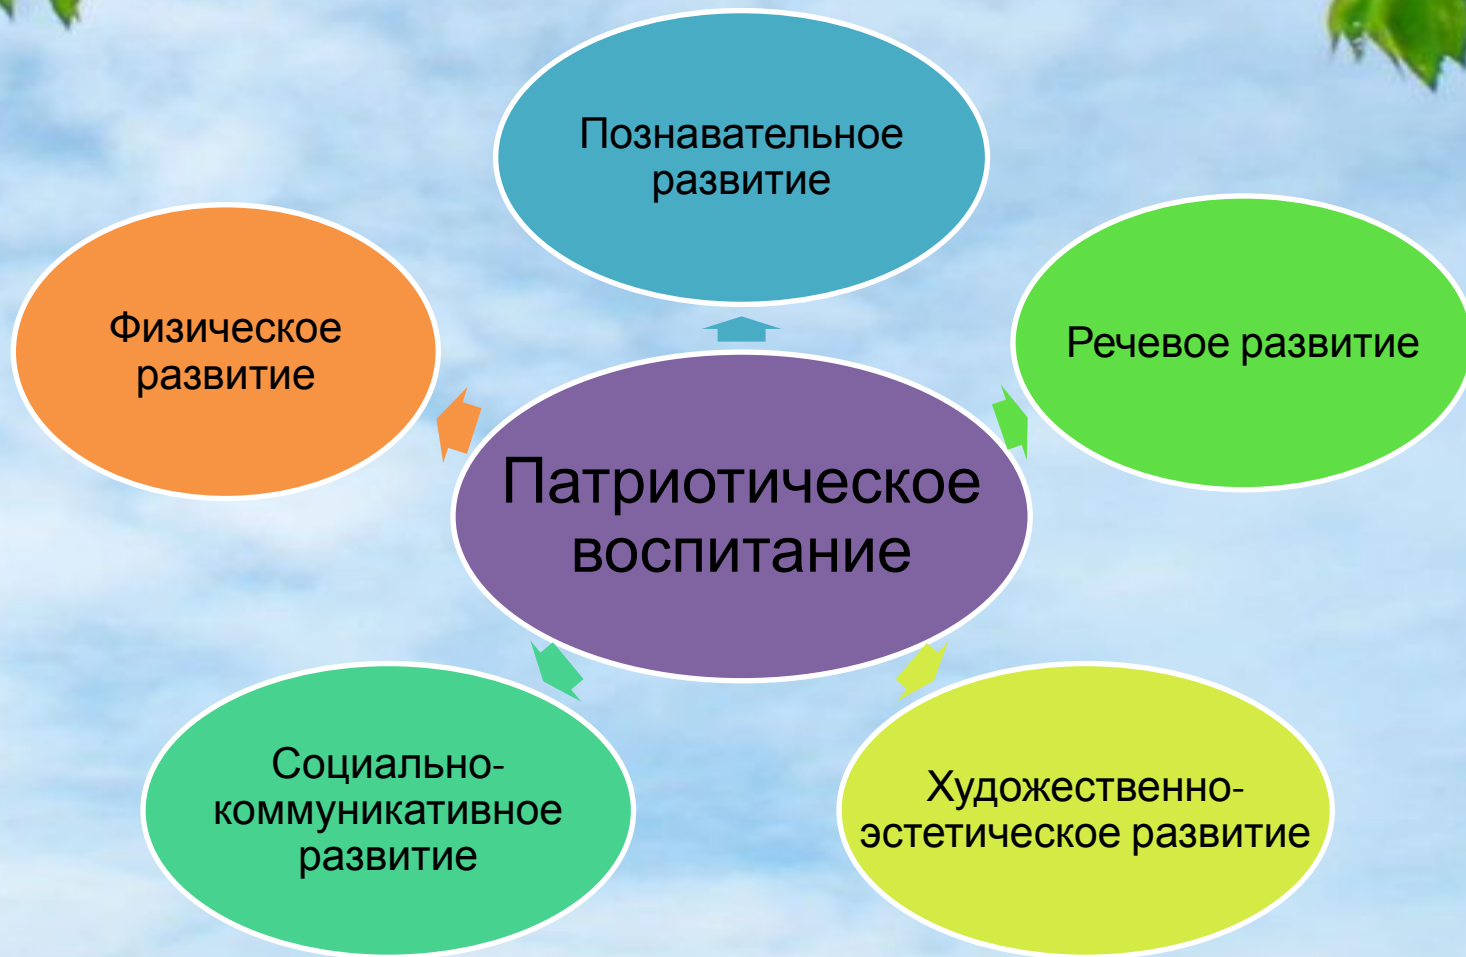 Познавательное
развитие
Физическое
развитие
Речевое развитие
Патриотическое
воспитание
Социально-
коммуникативное
развитие
Художественно-
эстетическое развитие